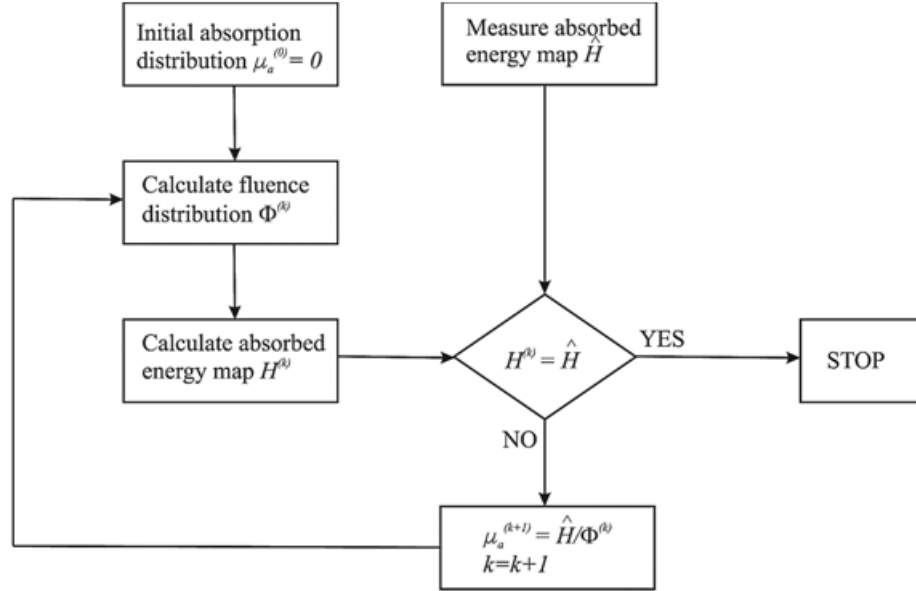 Initial absorption
distribution μₐ⁽⁰⁾= 0
Measure absorbed
energy map Ĥ
Calculate fluence
distribution Φ⁽ᵏ⁾
Calculate absorbed
energy map H⁽ᵏ⁾
H⁽ᵏ⁾ = Ĥ
YES
STOP
NO
μₐ⁽ᵏ⁺¹⁾ = Ĥ/Φ⁽ᵏ⁾
k=k+1